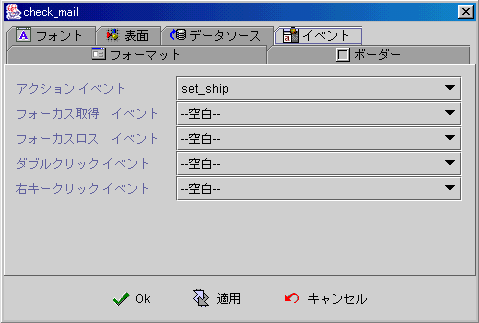 check_mail
フォント 表面 データソース イベント
フォーマット ボーダー
アクション イベント set_ship
フォーカス取得 イベント --空白--
フォーカスロス イベント --空白--
ダブルクリック イベント --空白--
右キークリック イベント --空白--
Ok 適用 キャンセル